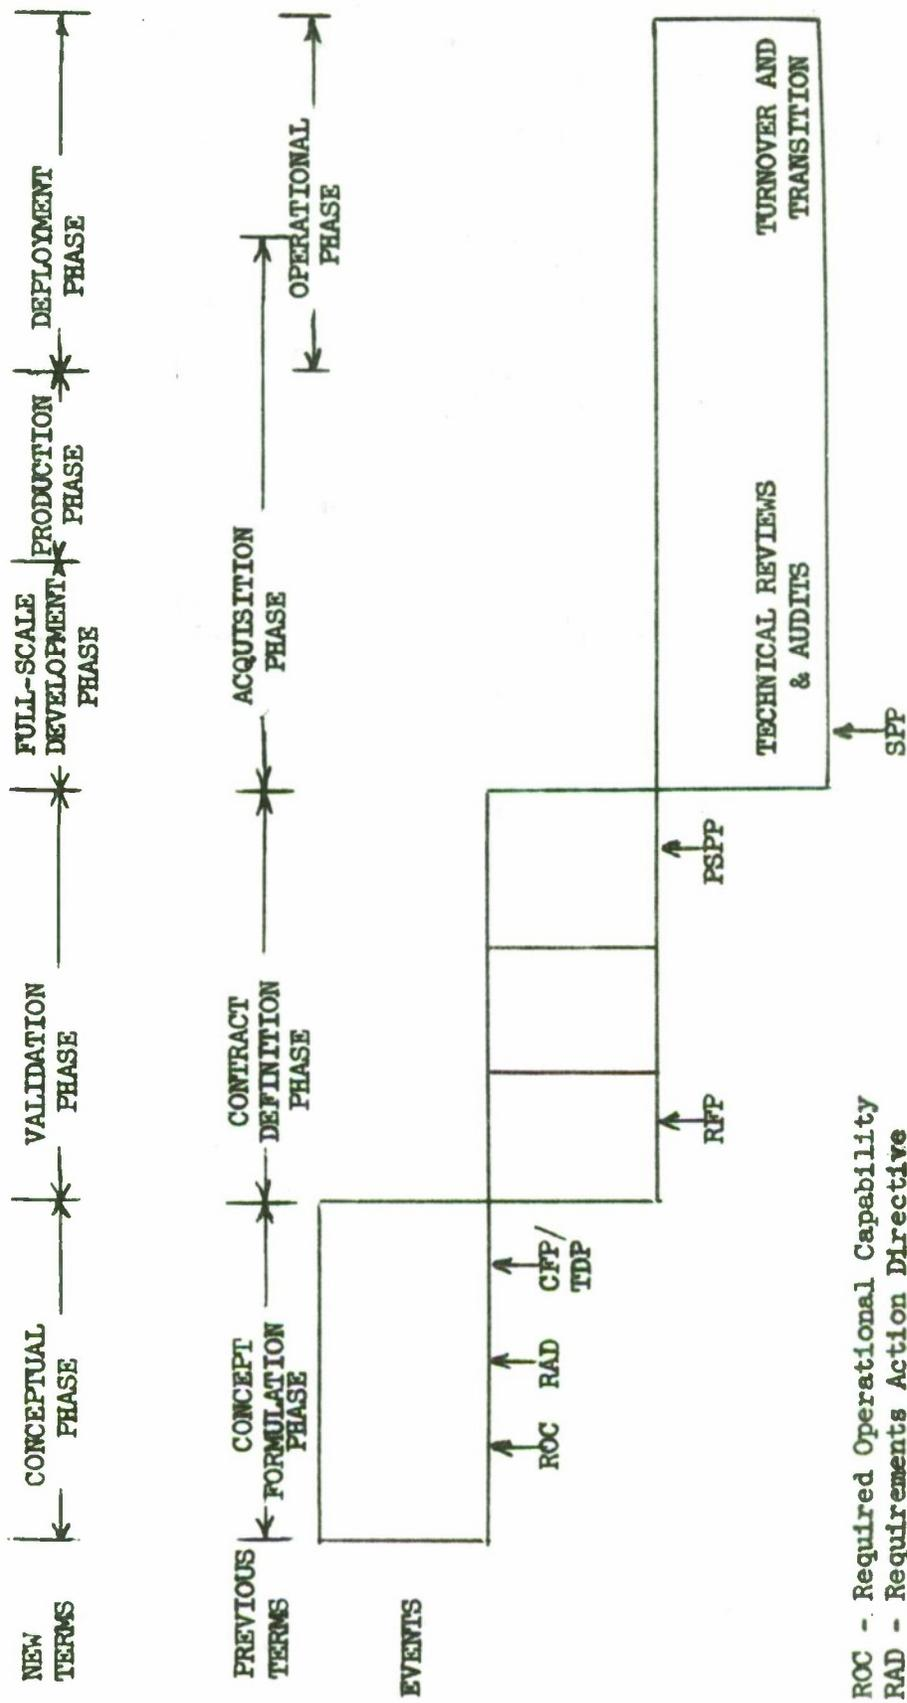 NEW
TERMS
CONCEPTUAL
PHASE
VALIDATION
PHASE
FULL-SCALE
DEVELOPMENT
PHASE
PRODUCTION
PHASE
DEPLOYMENT
PHASE
PREVIOUS
TERMS
CONCEPT
FORMULATION
PHASE
CONTRACT
DEFINITION
PHASE
ACQUISITION
PHASE
OPERATIONAL
PHASE
EVENTS
ROC
RAD
CFP/
TDP
RFP
PSPP
TECHNICAL REVIEWS
& AUDITS
TURNOVER AND
TRANSITION
SPP
ROC - Required Operational Capability
RAD - Requirements Action Directive